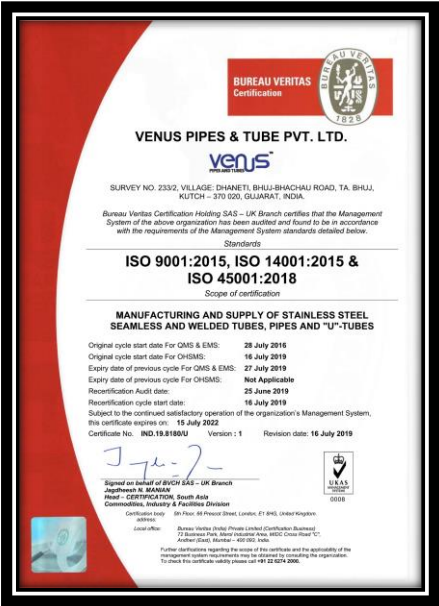 BUREAU VERITAS
Certification
BUREAU VERITAS
1828
VENUS PIPES & TUBE PVT. LTD.
venus
PIPES AND TUBES
SURVEY NO. 233/2, VILLAGE: DHANETI, BHUJ-BHACHAU ROAD, TA. BHUJ,
KUTCH – 370 020, GUJARAT, INDIA.
Bureau Veritas Certification Holding SAS – UK Branch certifies that the Management
System of the above organization has been audited and found to be in accordance
with the requirements of the Management System standards detailed below.
Standards
ISO 9001:2015, ISO 14001:2015 &
ISO 45001:2018
Scope of certification
MANUFACTURING AND SUPPLY OF STAINLESS STEEL
SEAMLESS AND WELDED TUBES, PIPES AND "U"-TUBES
Original cycle start date For QMS & EMS: 28 July 2016
Original cycle start date For OHSMS: 16 July 2019
Expiry date of previous cycle For QMS & EMS: 27 July 2019
Expiry date of previous cycle For OHSMS: Not Applicable
Recertification Audit date: 25 June 2019
Recertification cycle start date: 16 July 2019
Subject to the continued satisfactory operation of the organization's Management System,
this certificate expires on: 15 July 2022
Certificate No. IND.19.8180/U Version : 1 Revision date: 16 July 2019
Signed on behalf of BVCH SAS – UK Branch
Jagdheesh N. MANIAN
Head – CERTIFICATION, South Asia
Commodities, Industry & Facilities Division
UKAS
MANAGEMENT
SYSTEMS
0008
Certification body address: 5th Floor, 66 Prescot Street, London, E1 8HG, United Kingdom.
Local office: Bureau Veritas (India) Private Limited (Certification Business)
72 Business Park, Marol Industrial Area, MIDC Cross Road "C",
Andheri (East), Mumbai – 400 093, India.
Further clarifications regarding the scope of this certificate and the applicability of the
management system requirements may be obtained by consulting the organization.
To check this certificate validity please call +91 22 6274 2000.